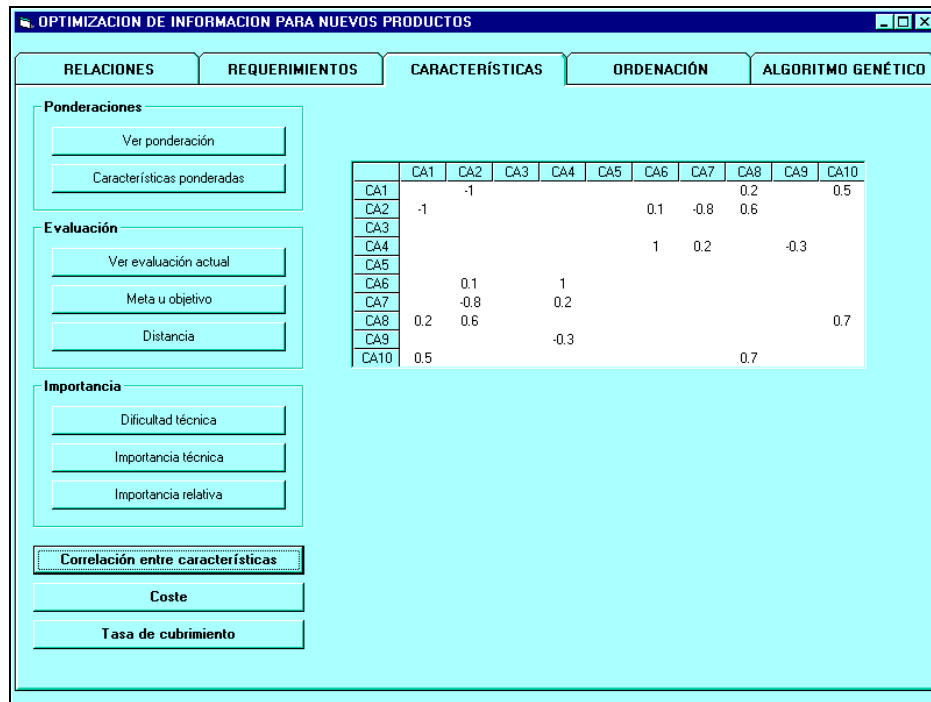 OPTIMIZACION DE INFORMACION PARA NUEVOS PRODUCTOS
RELACIONES REQUERIMIENTOS CARACTERÍSTICAS ORDENACIÓN ALGORITMO GENÉTICO
Ponderaciones
Ver ponderación
Características ponderadas
Evaluación
Ver evaluación actual
Meta u objetivo
Distancia
Importancia
Dificultad técnica
Importancia técnica
Importancia relativa
Correlación entre características
Coste
Tasa de cubrimiento
CA1 CA2 CA3 CA4 CA5 CA6 CA7 CA8 CA9 CA10
CA1 -1 0.2 0.5
CA2 -1 0.1 -0.8 0.6
CA3
CA4 1 0.2 -0.3
CA5
CA6 0.1 1
CA7 -0.8 0.2
CA8 0.2 0.6 0.7
CA9 -0.3
CA10 0.5 0.7